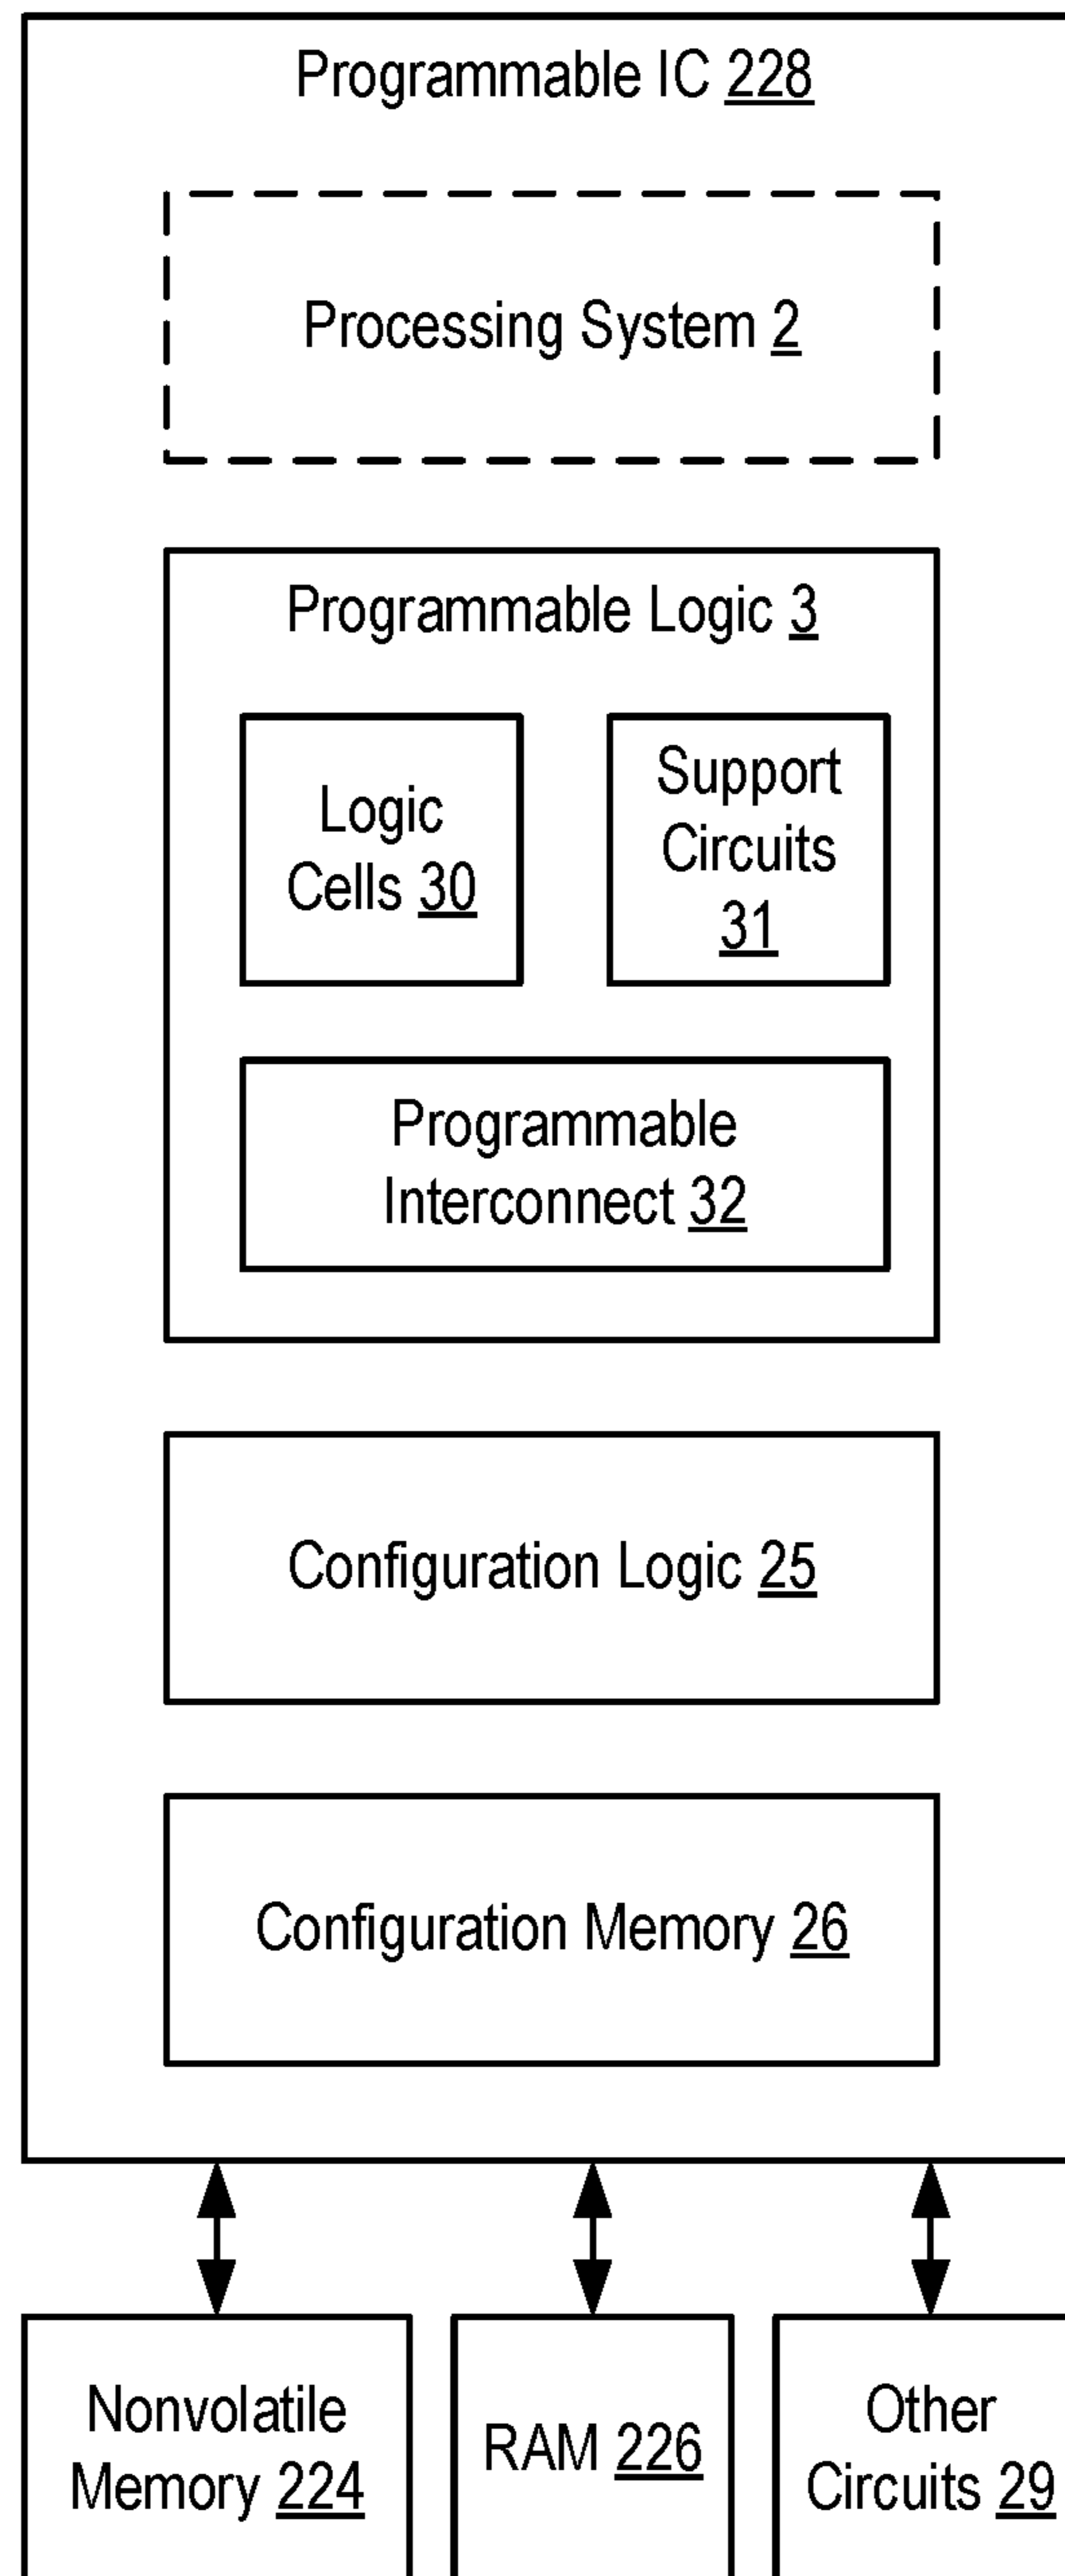 Programmable IC 228
Processing System 2
Programmable Logic 3
Logic
Cells 30
Support
Circuits
31
Programmable
Interconnect 32
Configuration Logic 25
Configuration Memory 26
Nonvolatile
Memory 224
RAM 226
Other
Circuits 29